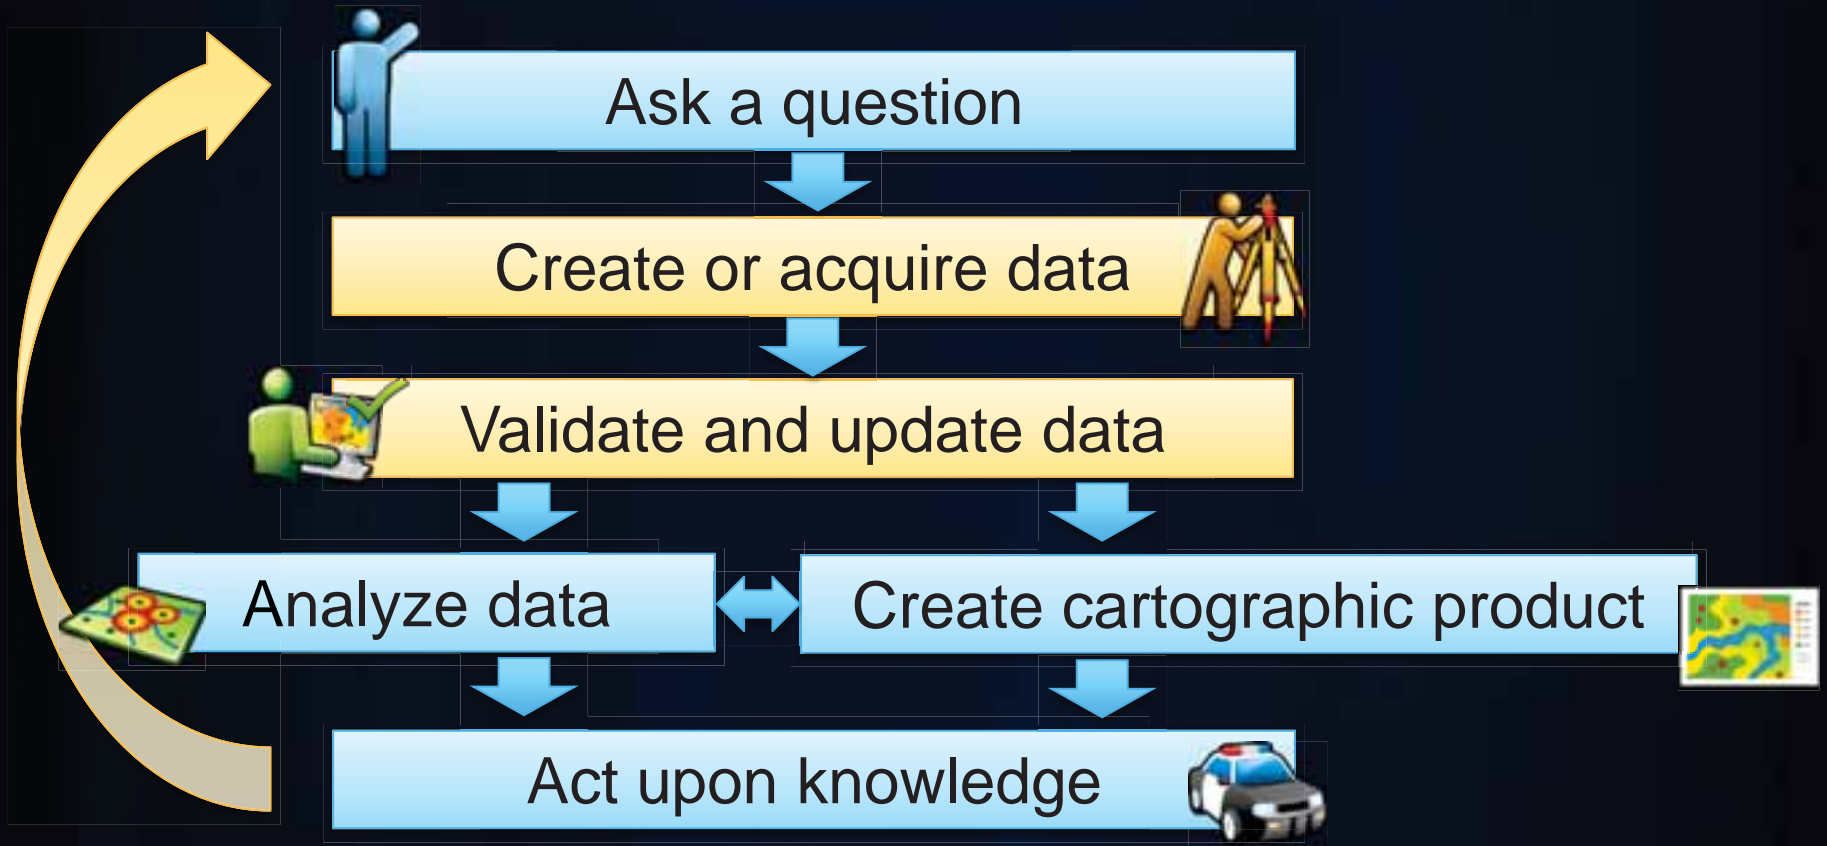 Ask a question
Create or acquire data
Validate and update data
Analyze data
Create cartographic product
Act upon knowledge